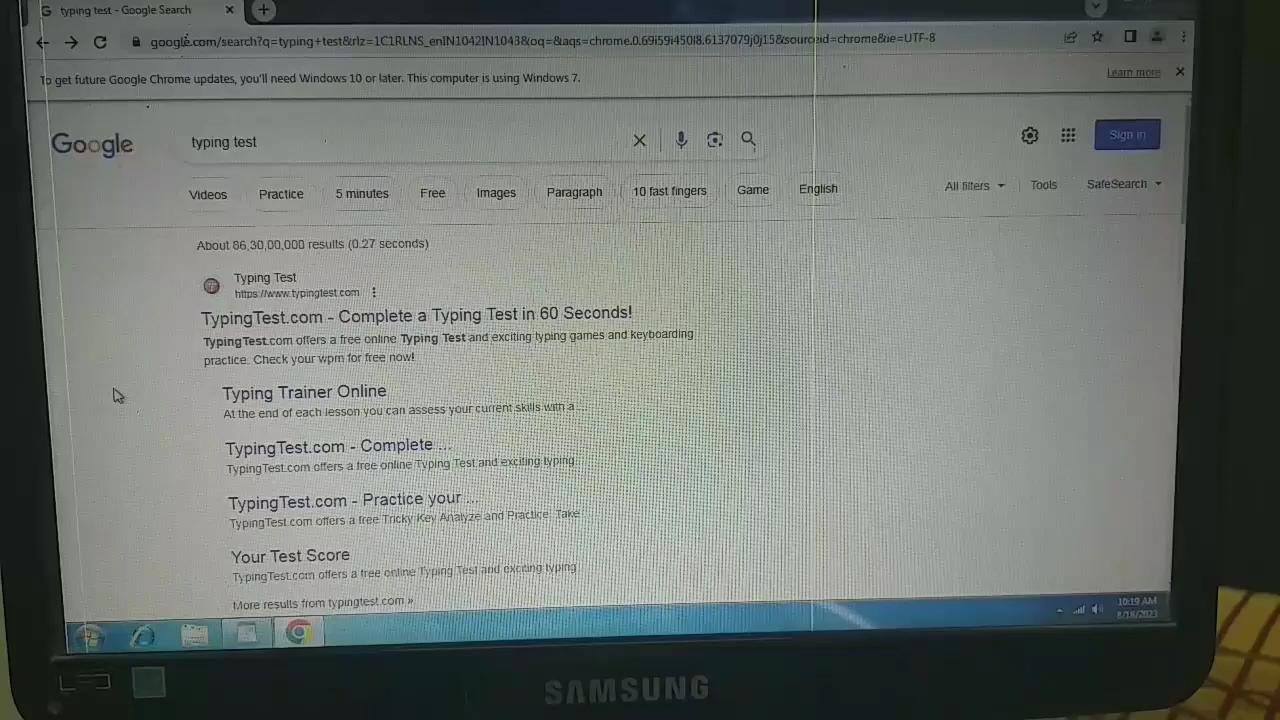 typing test - Google Search
google.com/search?q=typing+test&rlz=1C1RLNS_enIN1042IN1043&oq=&aqs=chrome.0.69i59i450l8.6137079j0j15&sourceid=chrome&ie=UTF-8
To get future Google Chrome updates, you'll need Windows 10 or later. This computer is using Windows 7.
Learn more
Google
typing test
Sign in
Videos Practice 5 minutes Free Images Paragraph 10 fast fingers Game English All filters Tools SafeSearch
About 86,30,00,000 results (0.27 seconds)
Typing Test
https://www.typingtest.com
TypingTest.com - Complete a Typing Test in 60 Seconds!
TypingTest.com offers a free online Typing Test and exciting typing games and keyboarding
practice. Check your wpm for free now!
Typing Trainer Online
At the end of each lesson you can assess your current skills with a ...
TypingTest.com - Complete ...
TypingTest.com offers a free online Typing Test and exciting typing
TypingTest.com - Practice your ...
TypingTest.com offers a free Tricky Key Analyze and Practice. Take
Your Test Score
TypingTest.com offers a free online Typing Test and exciting typing
More results from typingtest.com »
10:19 AM
8/18/2023
SAMSUNG